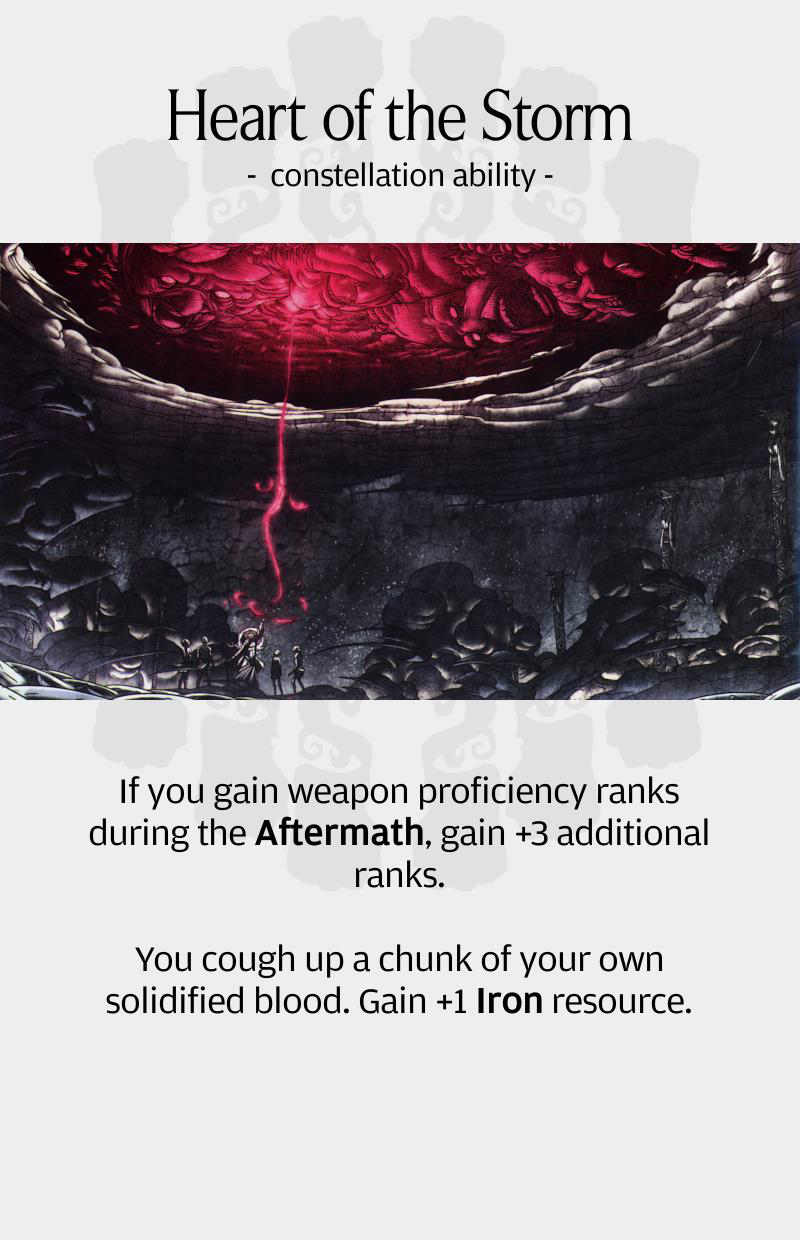 Heart of the Storm
- constellation ability -
If you gain weapon proficiency ranks
during the Aftermath, gain +3 additional
ranks.
You cough up a chunk of your own
solidified blood. Gain +1 Iron resource.